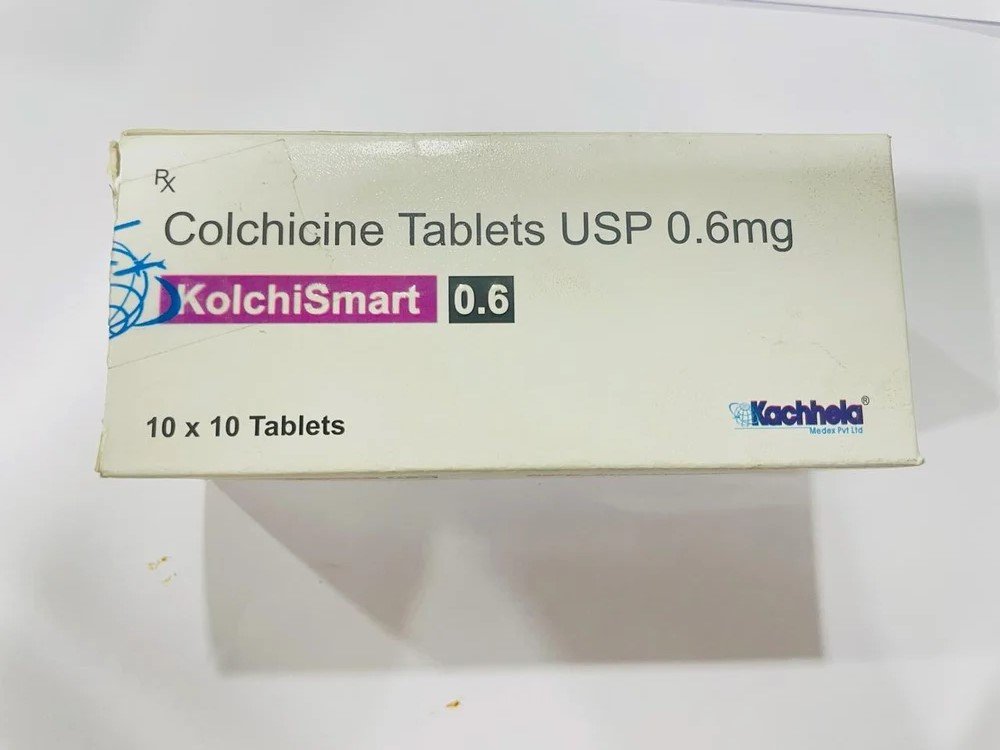 Rx
Colchicine Tablets USP 0.6mg
KolchiSmart 0.6
10 x 10 Tablets
Kachhela®
Medex Pvt Ltd